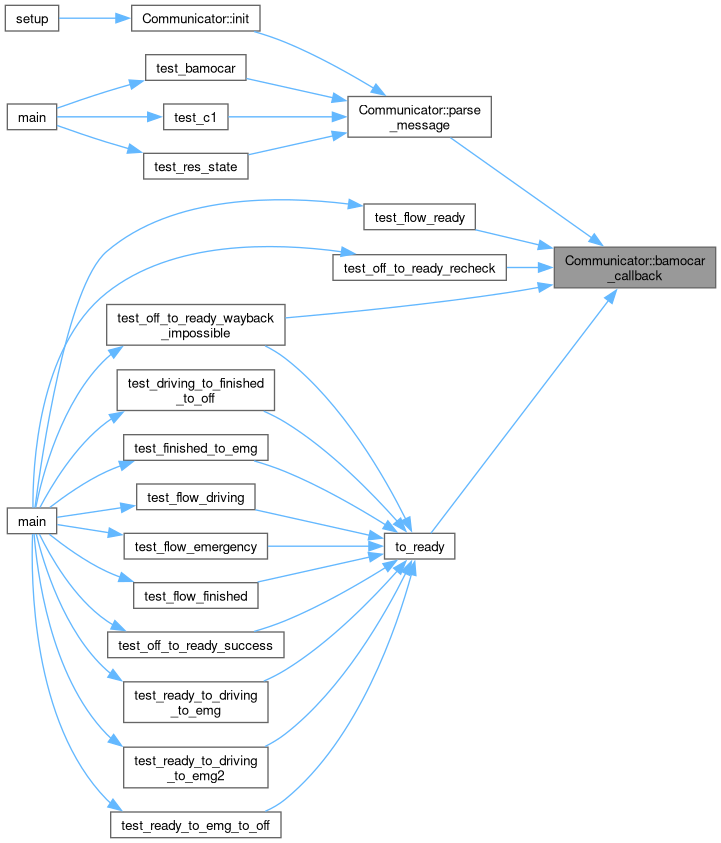 setup
Communicator::init
test_bamocar
main
test_c1
Communicator::parse
_message
test_res_state
test_flow_ready
Communicator::bamocar
_callback
test_off_to_ready_recheck
test_off_to_ready_wayback
_impossible
test_driving_to_finished
_to_off
test_finished_to_emg
test_flow_driving
main
test_flow_emergency
to_ready
test_flow_finished
test_off_to_ready_success
test_ready_to_driving
_to_emg
test_ready_to_driving
_to_emg2
test_ready_to_emg_to_off